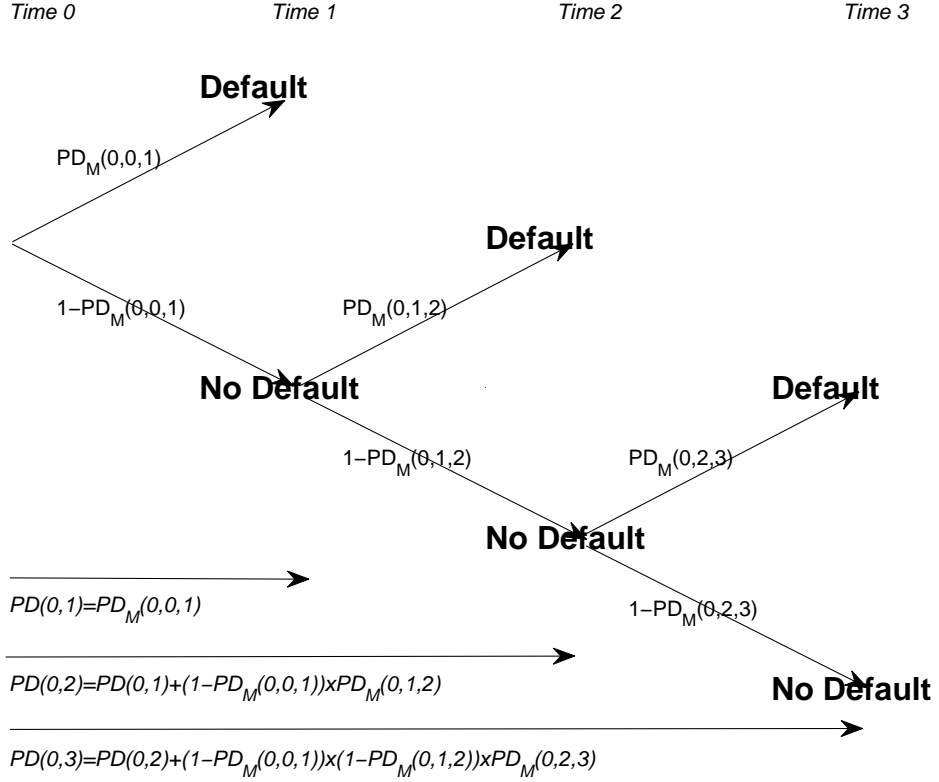 Time 0 Time 1 Time 2 Time 3
Default
PD_M(0,0,1)
Default
1−PD_M(0,0,1) PD_M(0,1,2)
No Default Default
1−PD_M(0,1,2) PD_M(0,2,3)
No Default
PD(0,1)=PD_M(0,0,1) 1−PD_M(0,2,3)
PD(0,2)=PD(0,1)+(1−PD_M(0,0,1))xPD_M(0,1,2) No Default
PD(0,3)=PD(0,2)+(1−PD_M(0,0,1))x(1−PD_M(0,1,2))xPD_M(0,2,3)